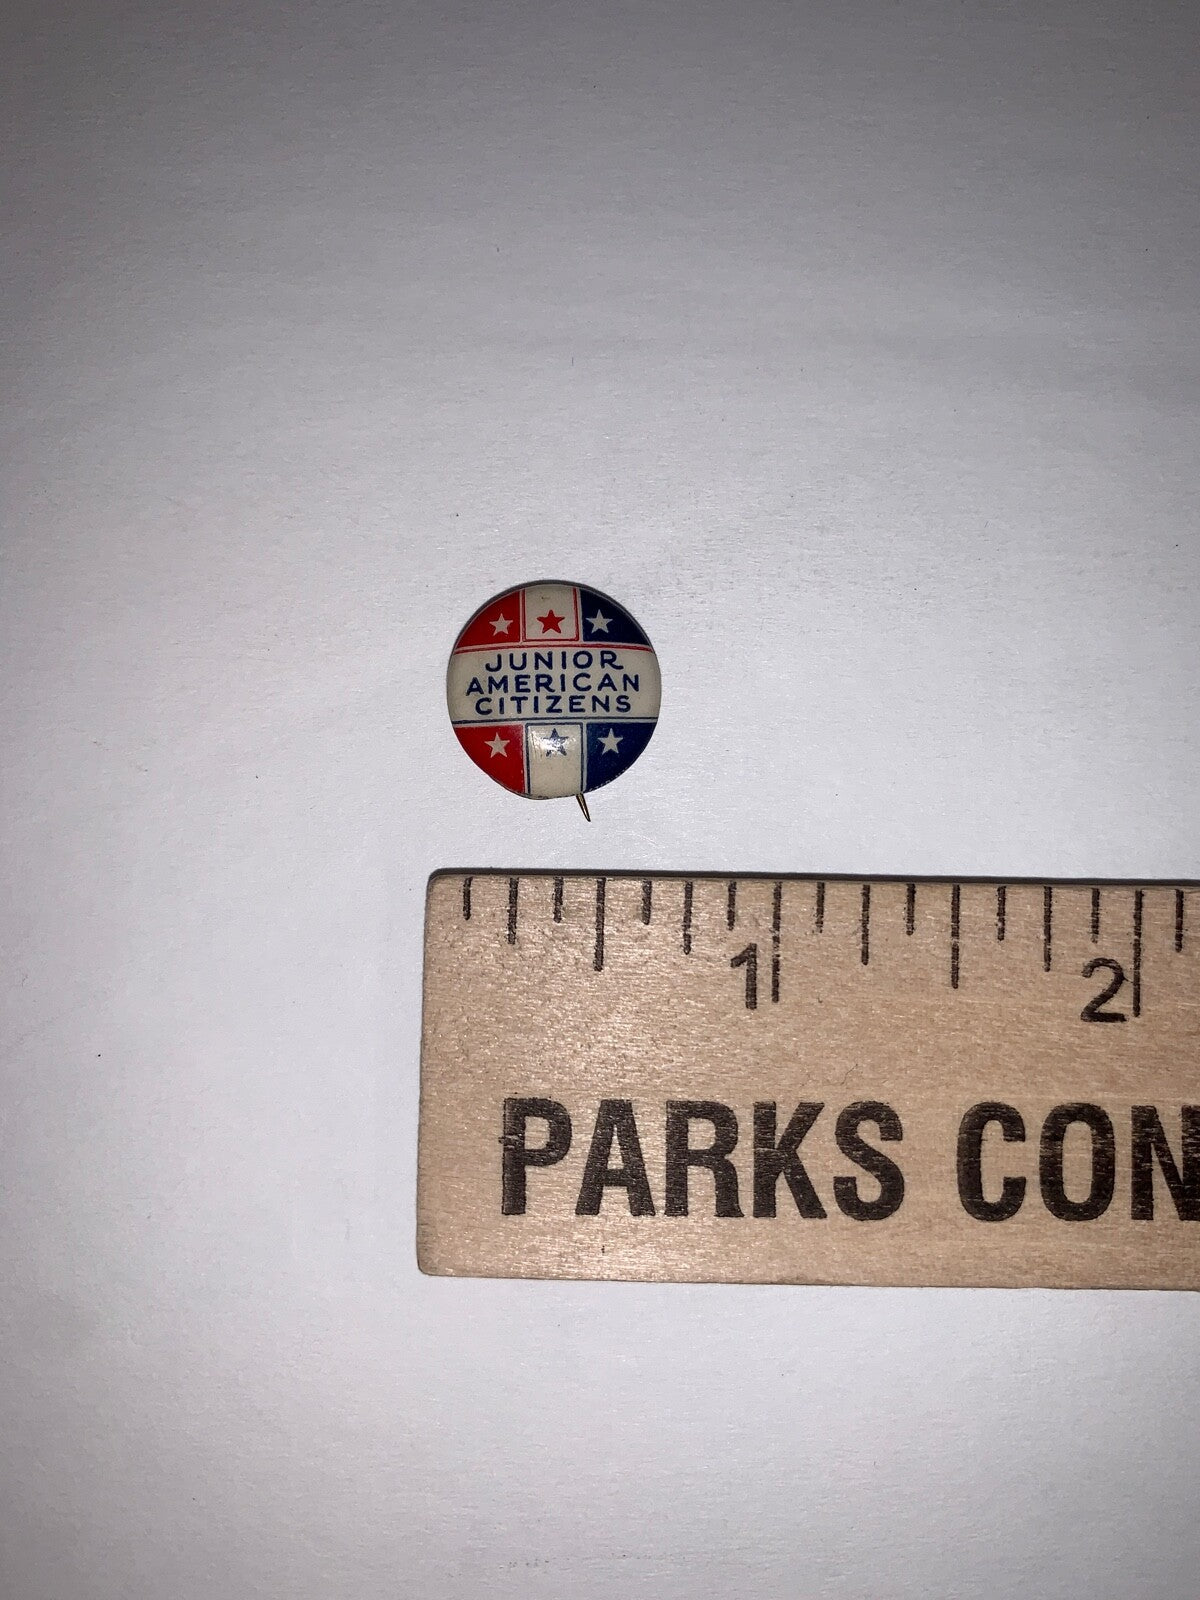 JUNIOR
AMERICAN
CITIZENS
1 2
PARKS CON